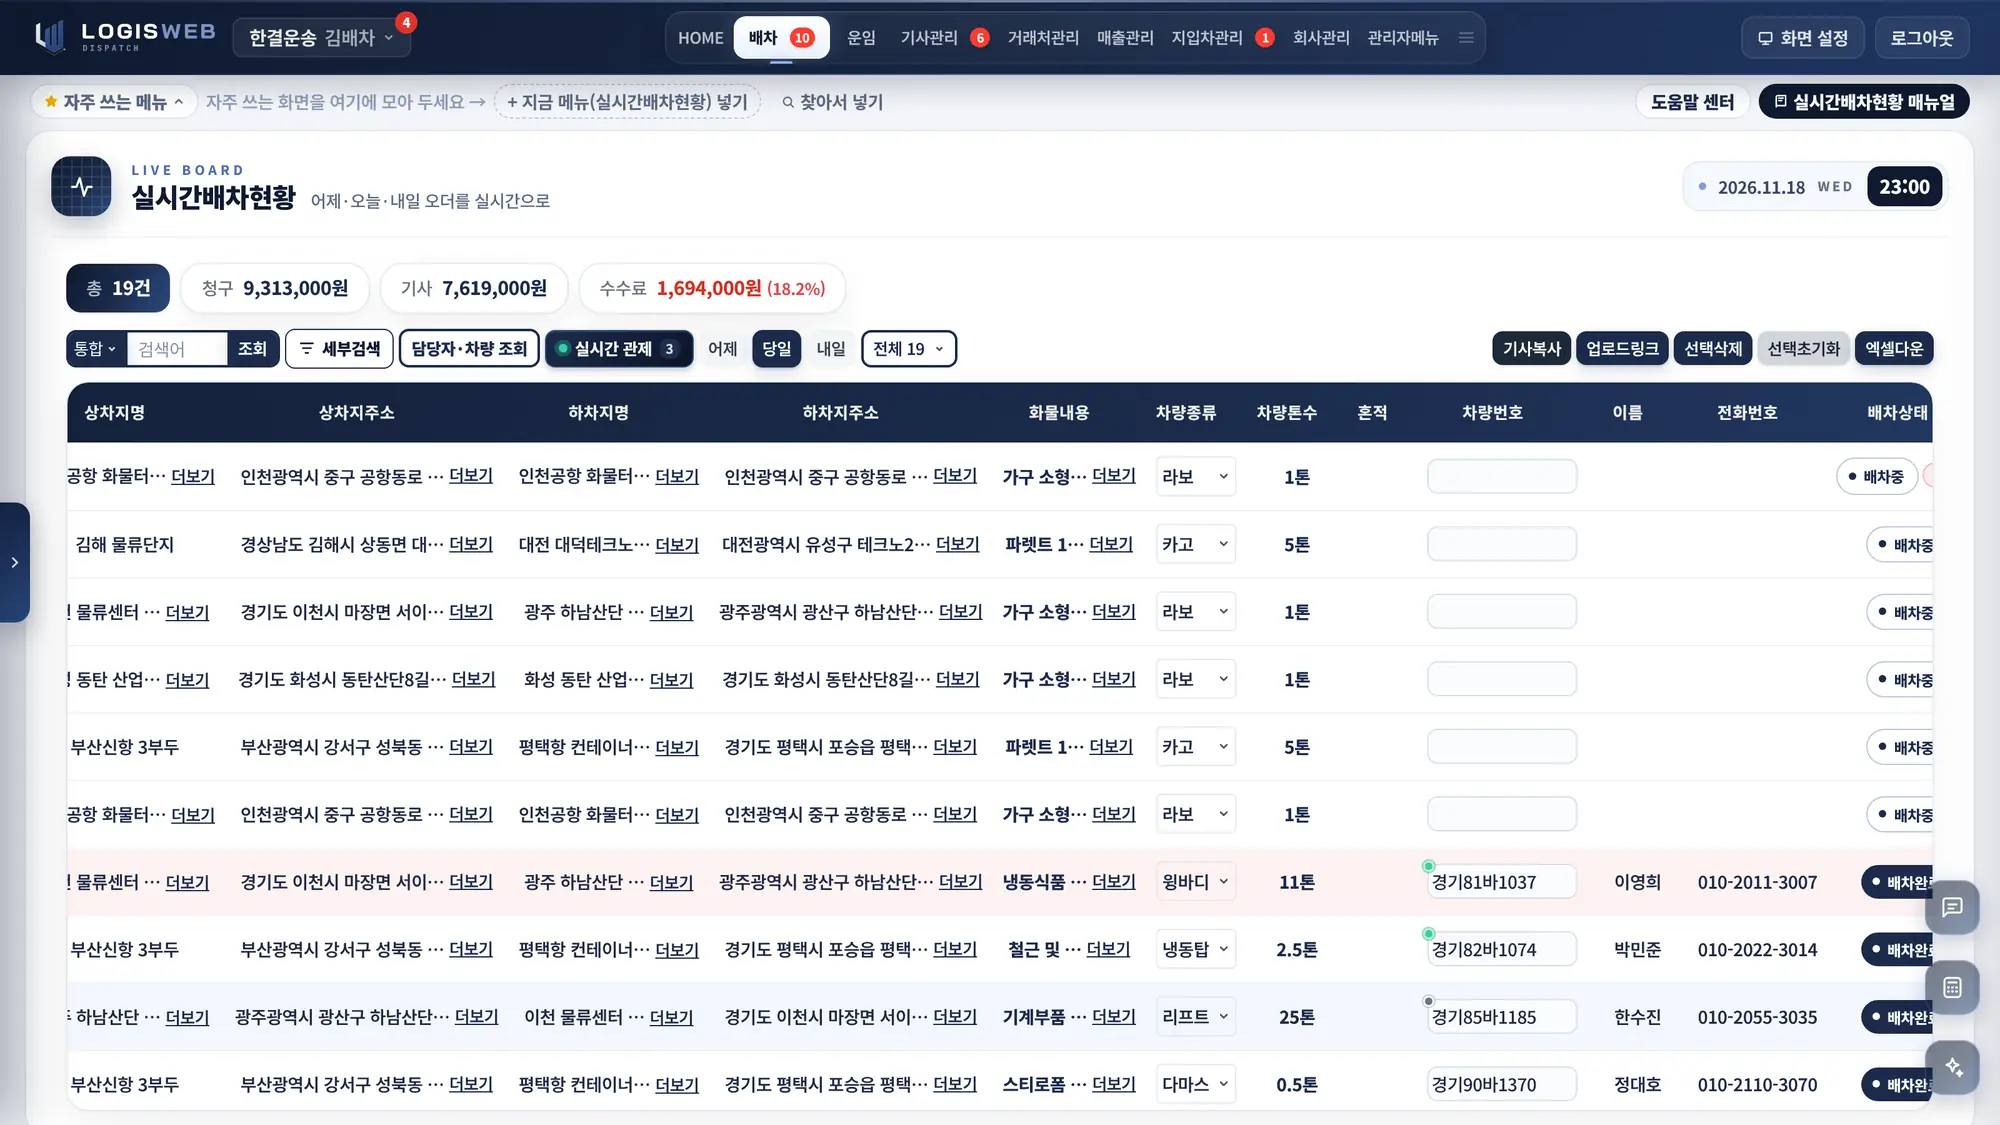 LOGISWEB
DISPATCH
한결운송 김배차
4
HOME 배차 10 운임 기사관리 6 거래처관리 매출관리 지입차관리 1 회사관리 관리자메뉴
화면 설정
로그아웃
자주 쓰는 메뉴 자주 쓰는 화면을 여기에 모아 두세요 → + 지금 메뉴(실시간배차현황) 넣기 찾아서 넣기
도움말 센터 실시간배차현황 매뉴얼
LIVE BOARD
실시간배차현황 어제·오늘·내일 오더를 실시간으로
2026.11.18 WED 23:00
총 19건 청구 9,313,000원 기사 7,619,000원 수수료 1,694,000원 (18.2%)
통합 검색어 조회 세부검색 담당자·차량 조회 실시간 관제 3 어제 당일 내일 전체 19
기사복사 업로드링크 선택삭제 선택초기화 엑셀다운
상차지명 상차지주소 하차지명 하차지주소 화물내용 차량종류 차량톤수 혼적 차량번호 이름 전화번호 배차상태
공항 화물터⋯ 더보기 인천광역시 중구 공항동로 ⋯ 더보기 인천공항 화물터⋯ 더보기 인천광역시 중구 공항동로 ⋯ 더보기 가구 소형⋯ 더보기 라보 1톤 배차중
김해 물류단지 경상남도 김해시 상동면 대⋯ 더보기 대전 대덕테크노⋯ 더보기 대전광역시 유성구 테크노2⋯ 더보기 파렛트 1⋯ 더보기 카고 5톤 배차중
물류센터 ⋯ 더보기 경기도 이천시 마장면 서이⋯ 더보기 광주 하남산단 ⋯ 더보기 광주광역시 광산구 하남산단⋯ 더보기 가구 소형⋯ 더보기 라보 1톤 배차중
동탄 산업⋯ 더보기 경기도 화성시 동탄산단8길⋯ 더보기 화성 동탄 산업⋯ 더보기 경기도 화성시 동탄산단8길⋯ 더보기 가구 소형⋯ 더보기 라보 1톤 배차중
부산신항 3부두 부산광역시 강서구 성북동 ⋯ 더보기 평택항 컨테이너⋯ 더보기 경기도 평택시 포승읍 평택⋯ 더보기 파렛트 1⋯ 더보기 카고 5톤 배차중
공항 화물터⋯ 더보기 인천광역시 중구 공항동로 ⋯ 더보기 인천공항 화물터⋯ 더보기 인천광역시 중구 공항동로 ⋯ 더보기 가구 소형⋯ 더보기 라보 1톤 배차중
물류센터 ⋯ 더보기 경기도 이천시 마장면 서이⋯ 더보기 광주 하남산단 ⋯ 더보기 광주광역시 광산구 하남산단⋯ 더보기 냉동식품 ⋯ 더보기 윙바디 11톤 경기81바1037 이영희 010-2011-3007 배차완료
부산신항 3부두 부산광역시 강서구 성북동 ⋯ 더보기 평택항 컨테이너⋯ 더보기 경기도 평택시 포승읍 평택⋯ 더보기 철근 및 ⋯ 더보기 냉동탑 2.5톤 경기82바1074 박민준 010-2022-3014 배차완료
하남산단 ⋯ 더보기 광주광역시 광산구 하남산단⋯ 더보기 이천 물류센터 ⋯ 더보기 경기도 이천시 마장면 서이⋯ 더보기 기계부품 ⋯ 더보기 리프트 25톤 경기85바1185 한수진 010-2055-3035 배차완료
부산신항 3부두 부산광역시 강서구 성북동 ⋯ 더보기 평택항 컨테이너⋯ 더보기 경기도 평택시 포승읍 평택⋯ 더보기 스티로폼 ⋯ 더보기 다마스 0.5톤 경기90바1370 정대호 010-2110-3070 배차완료